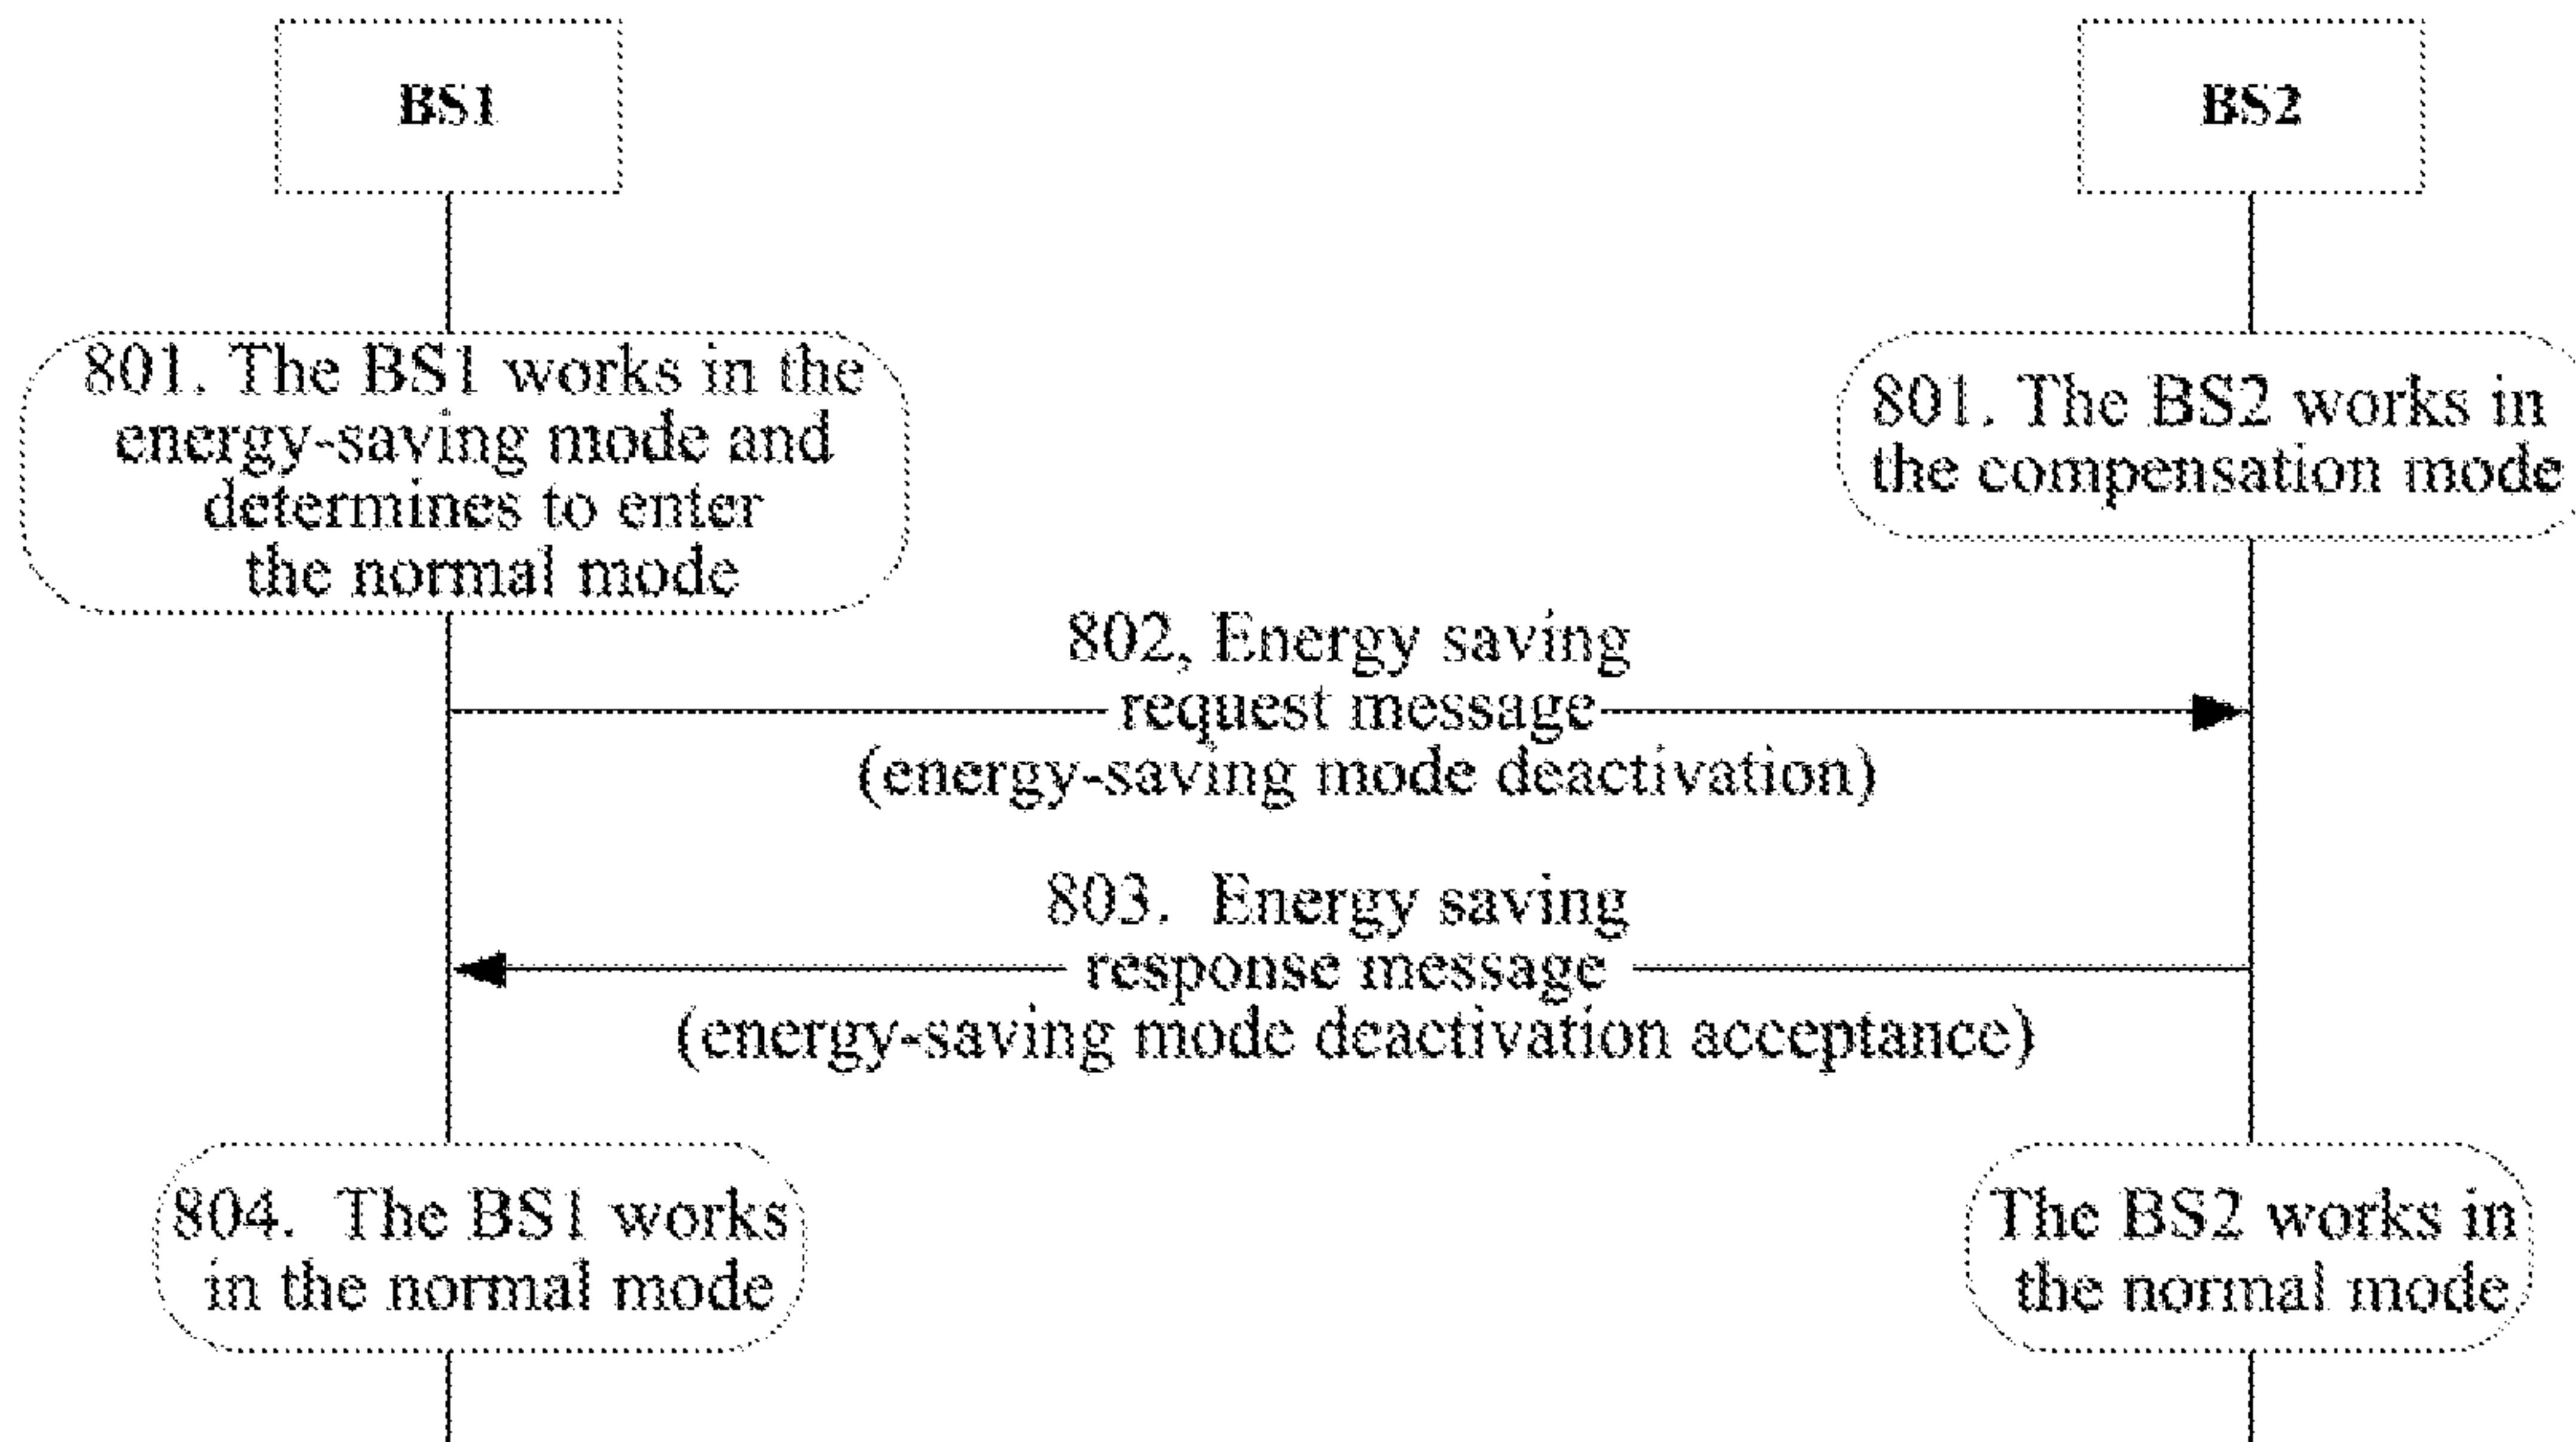 BS1
BS2
801. The BS1 works in the
energy-saving mode and
determines to enter
the normal mode
801. The BS2 works in
the compensation mode
802, Energy saving
request message
(energy-saving mode deactivation)
803. Energy saving
response message
(energy-saving mode deactivation acceptance)
804. The BS1 works
in the normal mode
The BS2 works in
the normal mode